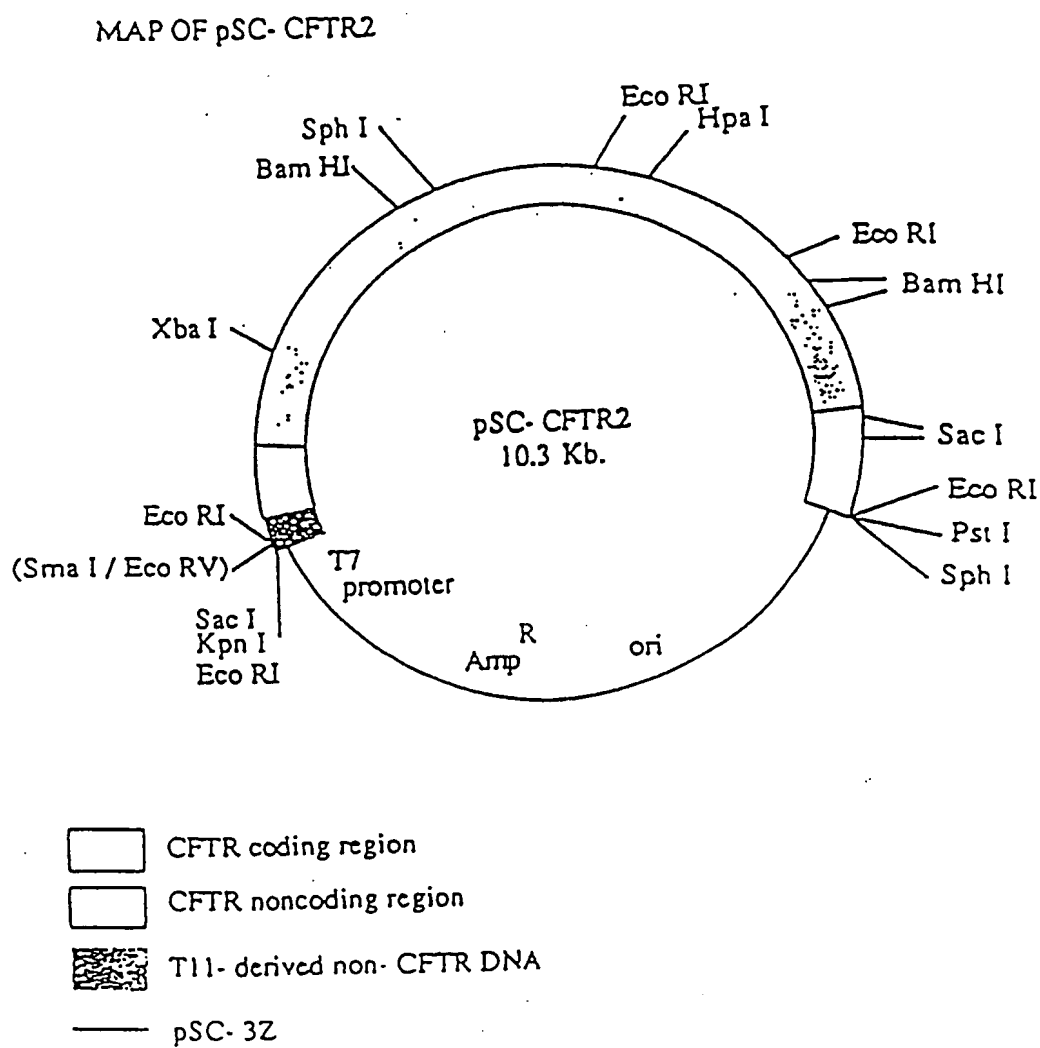 MAP OF pSC- CFTR2
Eco RI
Hpa I
Sph I
Bam HI
Eco RI
Bam HI
Xba I
pSC- CFTR2
10.3 Kb.
Sac I
Eco RI
Pst I
Sph I
Eco RI
(Sma I / Eco RV)
T7
promoter
Sac I
Kpn I
Eco RI
Amp R
ori
CFTR coding region
CFTR noncoding region
T11- derived non- CFTR DNA
pSC- 3Z